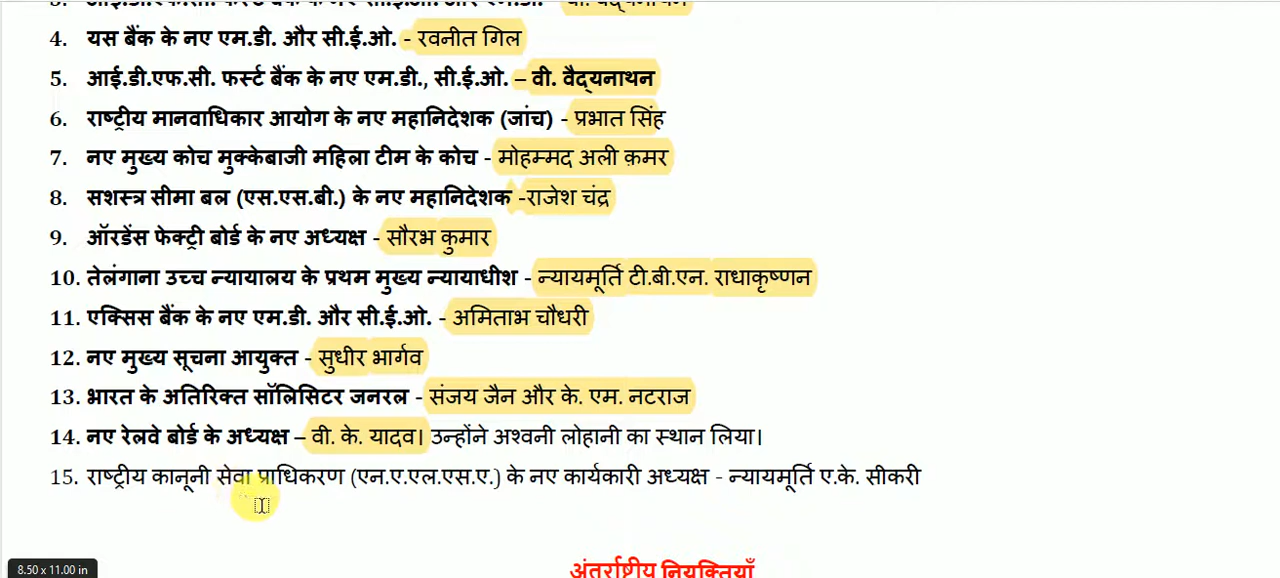 4. यस बैंक के नए एम.डी. और सी.ई.ओ. - रवनीत गिल
5. आई.डी.एफ.सी. फर्स्ट बैंक के नए एम.डी., सी.ई.ओ. – वी. वैद्यनाथन
6. राष्ट्रीय मानवाधिकार आयोग के नए महानिदेशक (जांच) - प्रभात सिंह
7. नए मुख्य कोच मुक्केबाजी महिला टीम के कोच - मोहम्मद अली क़मर
8. सशस्त्र सीमा बल (एस.एस.बी.) के नए महानिदेशक -राजेश चंद्र
9. ऑरडेंस फेक्ट्री बोर्ड के नए अध्यक्ष - सौरभ कुमार
10. तेलंगाना उच्च न्यायालय के प्रथम मुख्य न्यायाधीश - न्यायमूर्ति टी.बी.एन. राधाकृष्णन
11. एक्सिस बैंक के नए एम.डी. और सी.ई.ओ. - अमिताभ चौधरी
12. नए मुख्य सूचना आयुक्त - सुधीर भार्गव
13. भारत के अतिरिक्त सॉलिसिटर जनरल - संजय जैन और के. एम. नटराज
14. नए रेलवे बोर्ड के अध्यक्ष – वी. के. यादव। उन्होंने अश्वनी लोहानी का स्थान लिया।
15. राष्ट्रीय कानूनी सेवा प्राधिकरण (एन.ए.एल.एस.ए.) के नए कार्यकारी अध्यक्ष - न्यायमूर्ति ए.के. सीकरी
8.50 x 11.00 in
अंतर्राष्ट्रीय नियुक्तियाँ